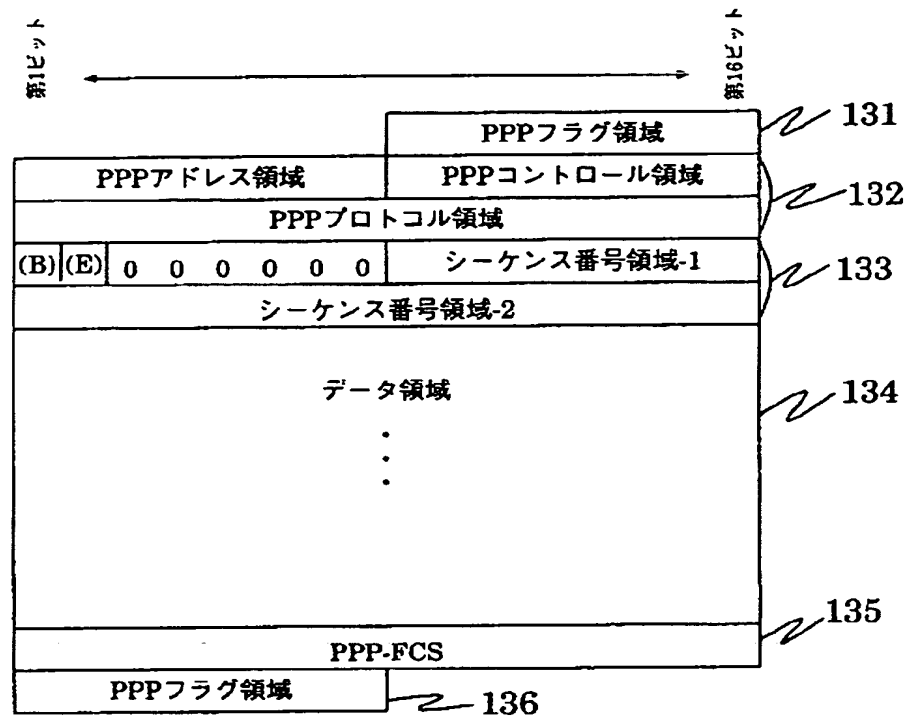 第1ビット
第16ビット
PPPフラグ領域
131
PPPアドレス領域
PPPコントロール領域
132
PPPプロトコル領域
(B) (E) 0 0 0 0 0 0
シーケンス番号領域-1
133
シーケンス番号領域-2
データ領域
134
135
PPP-FCS
PPPフラグ領域
136